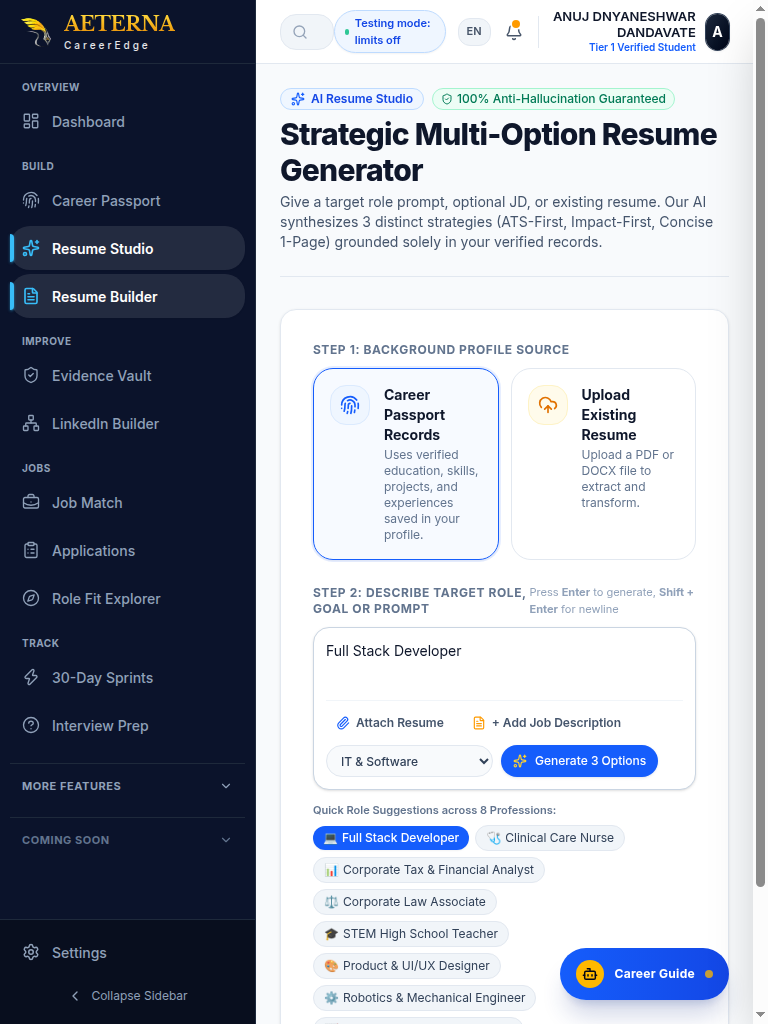 AETERNA
CareerEdge
OVERVIEW
Dashboard
BUILD
Career Passport
Resume Studio
Resume Builder
IMPROVE
Evidence Vault
LinkedIn Builder
JOBS
Job Match
Applications
Role Fit Explorer
TRACK
30-Day Sprints
Interview Prep
MORE FEATURES
COMING SOON
Settings
Collapse Sidebar
Testing mode:
limits off
EN
ANUJ DNYANESHWAR
DANDAVATE
Tier 1 Verified Student
A
AI Resume Studio
100% Anti-Hallucination Guaranteed
Strategic Multi-Option Resume
Generator
Give a target role prompt, optional JD, or existing resume. Our AI
synthesizes 3 distinct strategies (ATS-First, Impact-First, Concise
1-Page) grounded solely in your verified records.
STEP 1: BACKGROUND PROFILE SOURCE
Career
Passport
Records
Uses verified
education, skills,
projects, and
experiences
saved in your
profile.
Upload
Existing
Resume
Upload a PDF or
DOCX file to
extract and
transform.
STEP 2: DESCRIBE TARGET ROLE,
GOAL OR PROMPT
Press Enter to generate, Shift +
Enter for newline
Full Stack Developer
Attach Resume
+ Add Job Description
IT & Software
Generate 3 Options
Quick Role Suggestions across 8 Professions:
💻 Full Stack Developer
🩺 Clinical Care Nurse
📊 Corporate Tax & Financial Analyst
⚖️ Corporate Law Associate
🎓 STEM High School Teacher
🎨 Product & UI/UX Designer
⚙️ Robotics & Mechanical Engineer
Career Guide